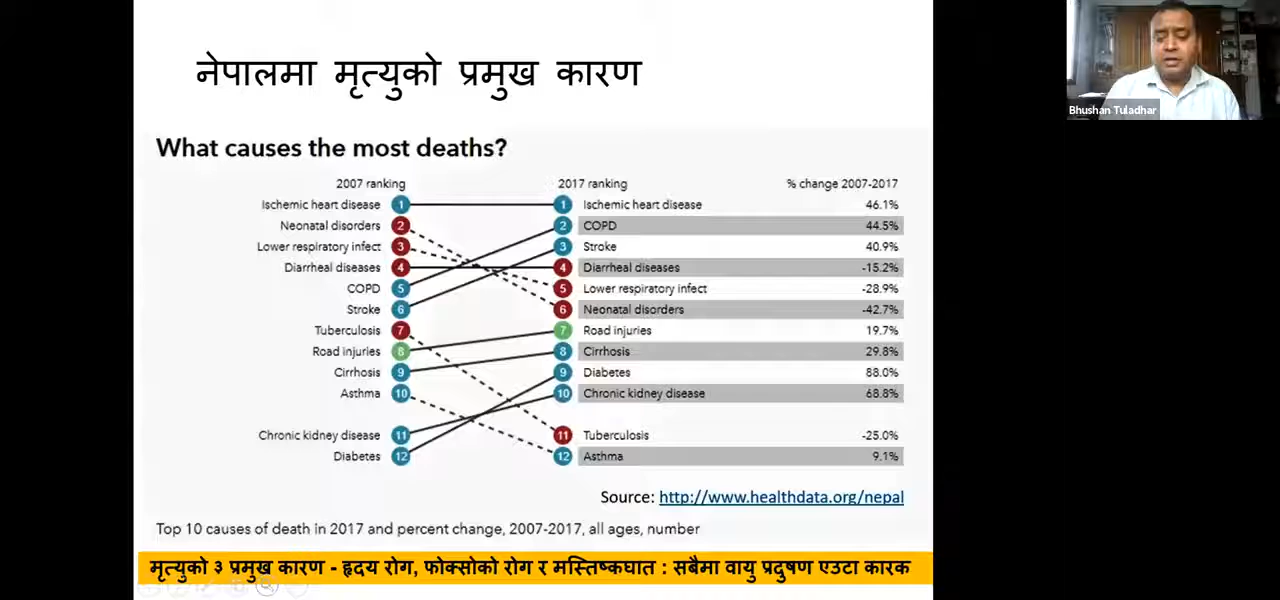 नेपालमा मृत्युको प्रमुख कारण
Bhushan Tuladhar
What causes the most deaths?
2007 ranking 2017 ranking % change 2007-2017
Ischemic heart disease 1 1 Ischemic heart disease 46.1%
Neonatal disorders 2 2 COPD 44.5%
Lower respiratory infect 3 3 Stroke 40.9%
Diarrheal diseases 4 4 Diarrheal diseases -15.2%
COPD 5 5 Lower respiratory infect -28.9%
Stroke 6 6 Neonatal disorders -42.7%
Tuberculosis 7 7 Road injuries 19.7%
Road injuries 8 8 Cirrhosis 29.8%
Cirrhosis 9 9 Diabetes 88.0%
Asthma 10 10 Chronic kidney disease 68.8%
Chronic kidney disease 11 11 Tuberculosis -25.0%
Diabetes 12 12 Asthma 9.1%
Source: http://www.healthdata.org/nepal
Top 10 causes of death in 2017 and percent change, 2007-2017, all ages, number
मृत्युको ३ प्रमुख कारण - हृदय रोग, फोक्सोको रोग र मस्तिष्कघात : सबैमा वायु प्रदुषण एउटा कारक